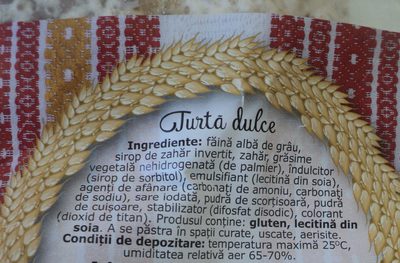 Turtă dulce
Ingrediente: făină albă de grâu,
sirop de zahăr invertit, zahăr, grăsime
vegetală nehidrogenată (de palmier), îndulcitor
(sirop de sorbitol), emulsifiant (lecitină din soia),
agenți de afânare (carbonați de amoniu, carbonați
de sodiu), sare iodată, pudră de scorțișoară, pudră
de cuișoare, stabilizator (difosfat disodic), colorant
(dioxid de titan). Produsul conține: gluten, lecitină din
soia. A se păstra în spații curate, uscate, aerisite.
Condiții de depozitare: temperatura maximă 25ºC,
umiditatea relativă aer 65-70%.